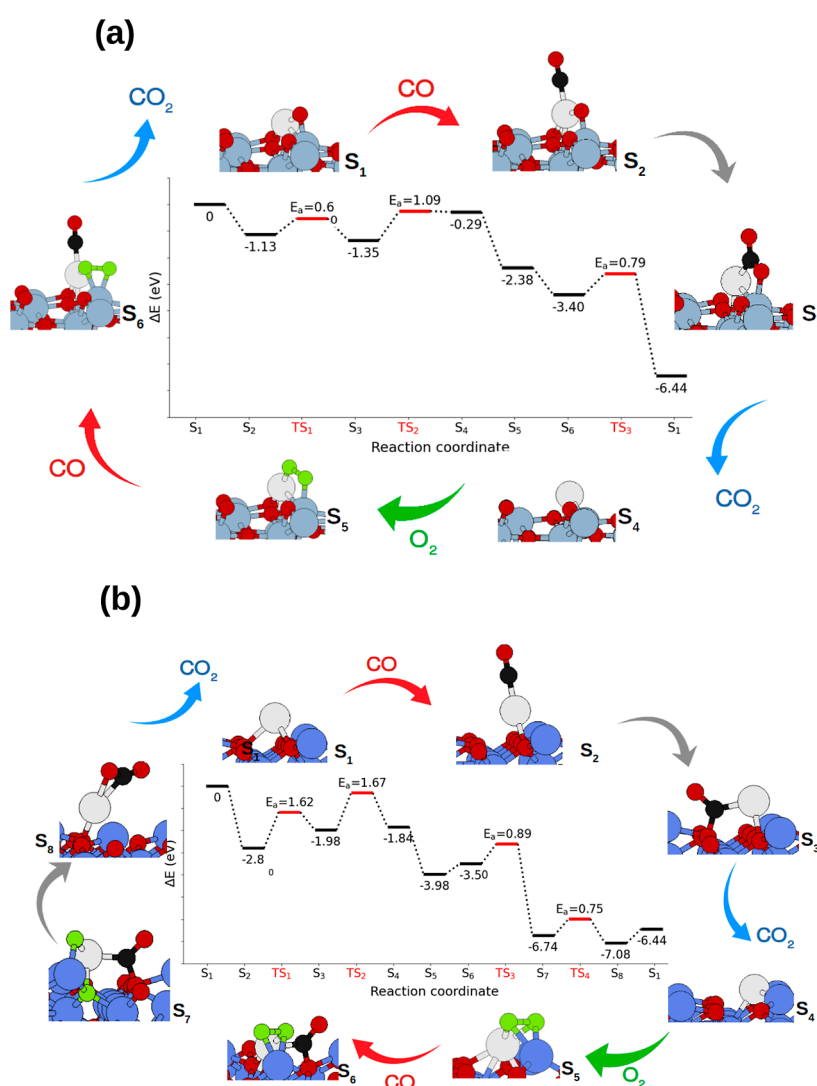 (a)
CO₂
CO
S₁
S₂
Eₐ=0.6
0
Eₐ=1.09
0
-1.13
-1.35
-0.29
Eₐ=0.79
-2.38
-3.40
-6.44
ΔE (eV)
S₆
S
S₁ S₂ TS₁ S₃ TS₂ S₄ S₅ S₆ TS₃ S₁
Reaction coordinate
CO
CO₂
S₅
S₄
O₂
(b)
CO₂
CO
S₁
S₁
S₂
Eₐ=1.62
Eₐ=1.67
0
-2.8
0
-1.98
-1.84
Eₐ=0.89
-3.98
-3.50
Eₐ=0.75
-6.74
-7.08
-6.44
ΔE (eV)
S₈
S₃
S₁ S₂ TS₁ S₃ TS₂ S₄ S₅ S₆ TS₃ S₇ TS₄ S₈ S₁
Reaction coordinate
CO₂
S₇
S₄
S₆
CO
S₅
O₂